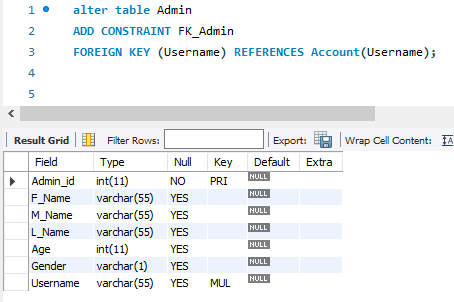 1 alter table Admin
2 ADD CONSTRAINT FK_Admin
3 FOREIGN KEY (Username) REFERENCES Account(Username);
4
5
Result Grid Filter Rows: Export: Wrap Cell Content: IA
Field Type Null Key Default Extra
Admin_id int(11) NO PRI NULL
F_Name varchar(55) YES NULL
M_Name varchar(55) YES NULL
L_Name varchar(55) YES NULL
Age int(11) YES NULL
Gender varchar(1) YES NULL
Username varchar(55) YES MUL NULL